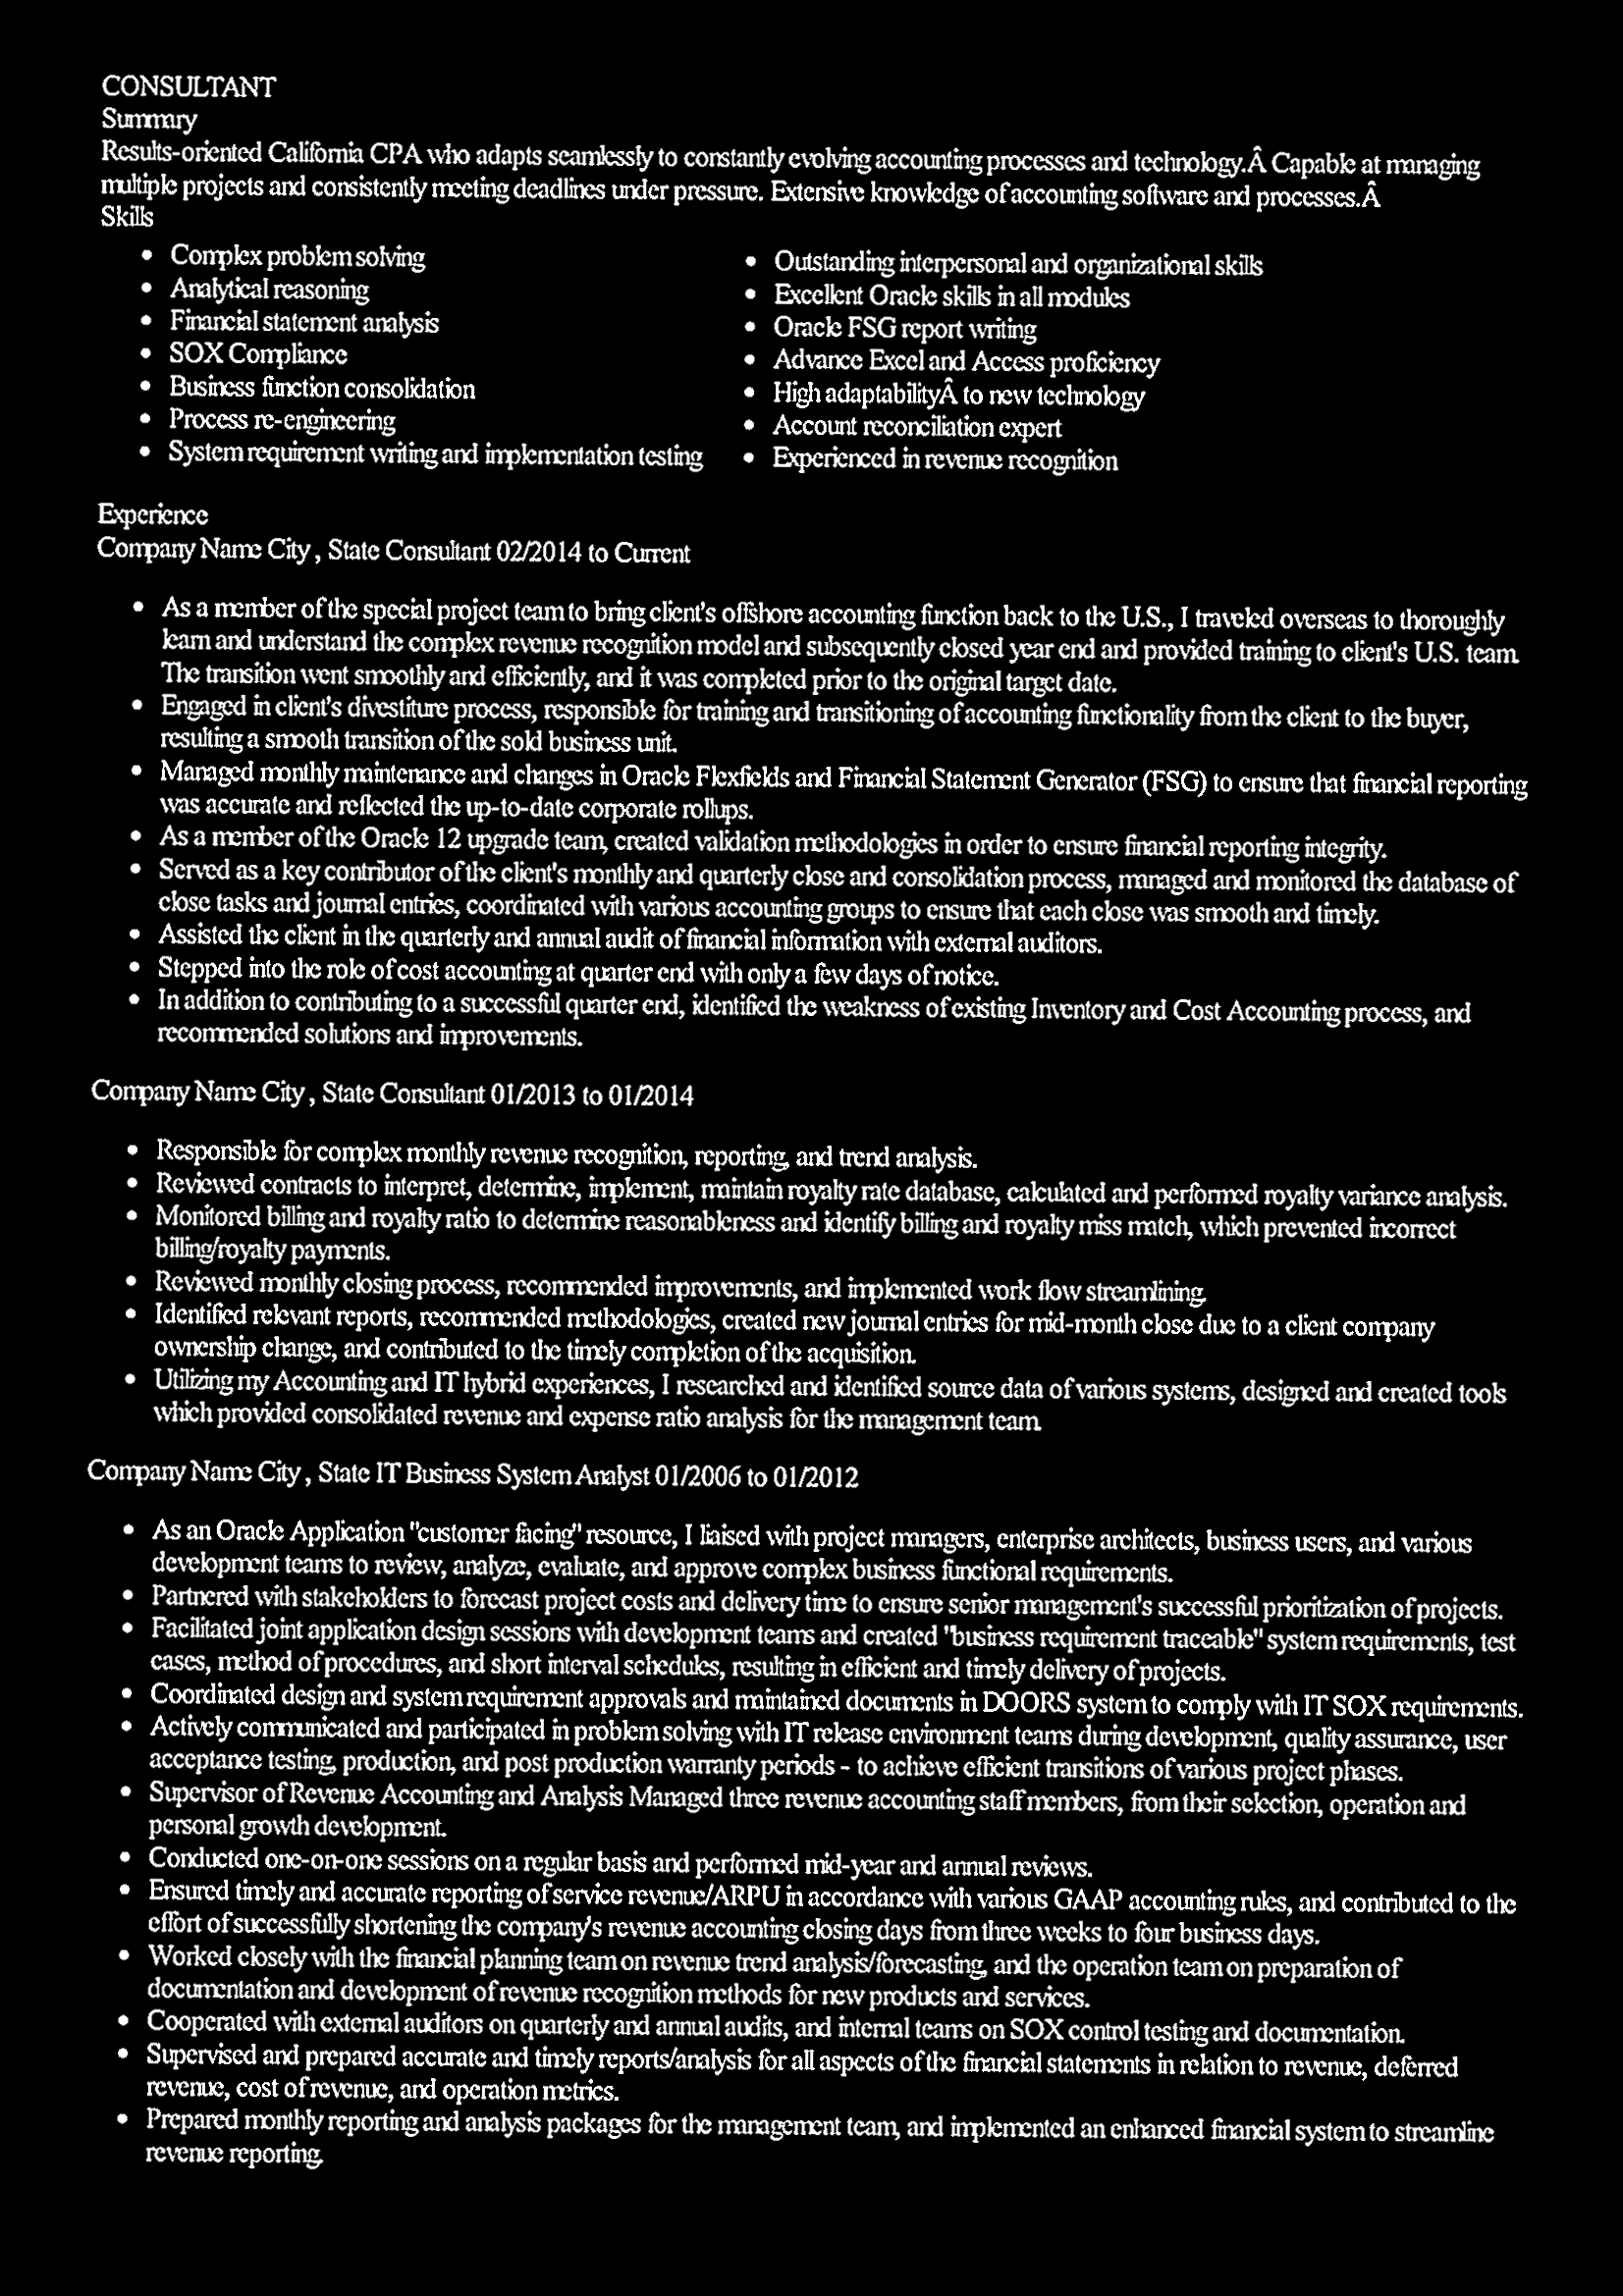 CONSULTANT
Summary
Results-oriented California CPA who adapts seamlessly to constantly evolving accounting processes and technology.Â Capable at managing
multiple projects and consistently meeting deadlines under pressure. Extensive knowledge of accounting software and processes.Â
Skills
• Complex problem solving
• Analytical reasoning
• Financial statement analysis
• SOX Compliance
• Business function consolidation
• Process re-engineering
• System requirement writing and implementation testing
• Outstanding interpersonal and organizational skills
• Excellent Oracle skills in all modules
• Oracle FSG report writing
• Advance Excel and Access proficiency
• High adaptabilityÂ to new technology
• Account reconciliation expert
• Experienced in revenue recognition
Experience
Company Name City , State Consultant 02/2014 to Current
• As a member of the special project team to bring client's offshore accounting function back to the U.S., I traveled overseas to thoroughly
learn and understand the complex revenue recognition model and subsequently closed year end and provided training to client's U.S. team.
The transition went smoothly and efficiently, and it was completed prior to the original target date.
• Engaged in client's divestiture process, responsible for training and transitioning of accounting functionality from the client to the buyer,
resulting a smooth transition of the sold business unit.
• Managed monthly maintenance and changes in Oracle Flexfields and Financial Statement Generator (FSG) to ensure that financial reporting
was accurate and reflected the up-to-date corporate rollups.
• As a member of the Oracle 12 upgrade team, created validation methodologies in order to ensure financial reporting integrity.
• Served as a key contributor of the client's monthly and quarterly close and consolidation process, managed and monitored the database of
close tasks and journal entries, coordinated with various accounting groups to ensure that each close was smooth and timely.
• Assisted the client in the quarterly and annual audit of financial information with external auditors.
• Stepped into the role of cost accounting at quarter end with only a few days of notice.
• In addition to contributing to a successful quarter end, identified the weakness of existing Inventory and Cost Accounting process, and
recommended solutions and improvements.
Company Name City , State Consultant 01/2013 to 01/2014
• Responsible for complex monthly revenue recognition, reporting, and trend analysis.
• Reviewed contracts to interpret, determine, implement, maintain royalty rate database, calculated and performed royalty variance analysis.
• Monitored billing and royalty ratio to determine reasonableness and identify billing and royalty miss match, which prevented incorrect
billing/royalty payments.
• Reviewed monthly closing process, recommended improvements, and implemented work flow streamlining.
• Identified relevant reports, recommended methodologies, created new journal entries for mid-month close due to a client company
ownership change, and contributed to the timely completion of the acquisition.
• Utilizing my Accounting and IT hybrid experiences, I researched and identified source data of various systems, designed and created tools
which provided consolidated revenue and expense ratio analysis for the management team.
Company Name City , State IT Business System Analyst 01/2006 to 01/2012
• As an Oracle Application "customer facing" resource, I liaised with project managers, enterprise architects, business users, and various
development teams to review, analyze, evaluate, and approve complex business functional requirements.
• Partnered with stakeholders to forecast project costs and delivery time to ensure senior management's successful prioritization of projects.
• Facilitated joint application design sessions with development teams and created "business requirement traceable" system requirements, test
cases, method of procedures, and short interval schedules, resulting in efficient and timely delivery of projects.
• Coordinated design and system requirement approvals and maintained documents in DOORS system to comply with IT SOX requirements.
• Actively communicated and participated in problem solving with IT release environment teams during development, quality assurance, user
acceptance testing, production, and post production warranty periods - to achieve efficient transitions of various project phases.
• Supervisor of Revenue Accounting and Analysis Managed three revenue accounting staff members, from their selection, operation and
personal growth development.
• Conducted one-on-one sessions on a regular basis and performed mid-year and annual reviews.
• Ensured timely and accurate reporting of service revenue/ARPU in accordance with various GAAP accounting rules, and contributed to the
effort of successfully shortening the company's revenue accounting closing days from three weeks to four business days.
• Worked closely with the financial planning team on revenue trend analysis/forecasting, and the operation team on preparation of
documentation and development of revenue recognition methods for new products and services.
• Cooperated with external auditors on quarterly and annual audits, and internal teams on SOX control testing and documentation.
• Supervised and prepared accurate and timely reports/analysis for all aspects of the financial statements in relation to revenue, deferred
revenue, cost of revenue, and operation metrics.
• Prepared monthly reporting and analysis packages for the management team, and implemented an enhanced financial system to streamline
revenue reporting.